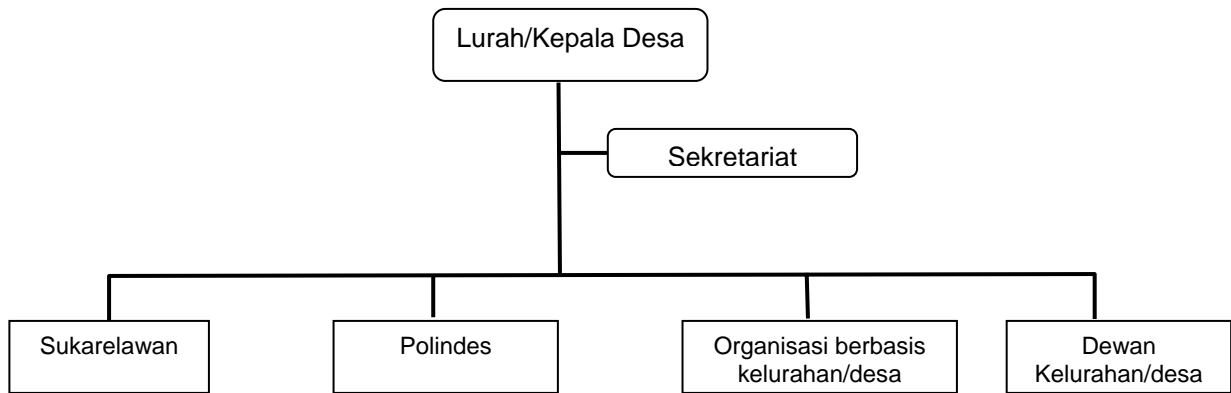 Lurah/Kepala Desa
Sekretariat
Sukarelawan
Polindes
Organisasi berbasis
kelurahan/desa
Dewan
Kelurahan/desa